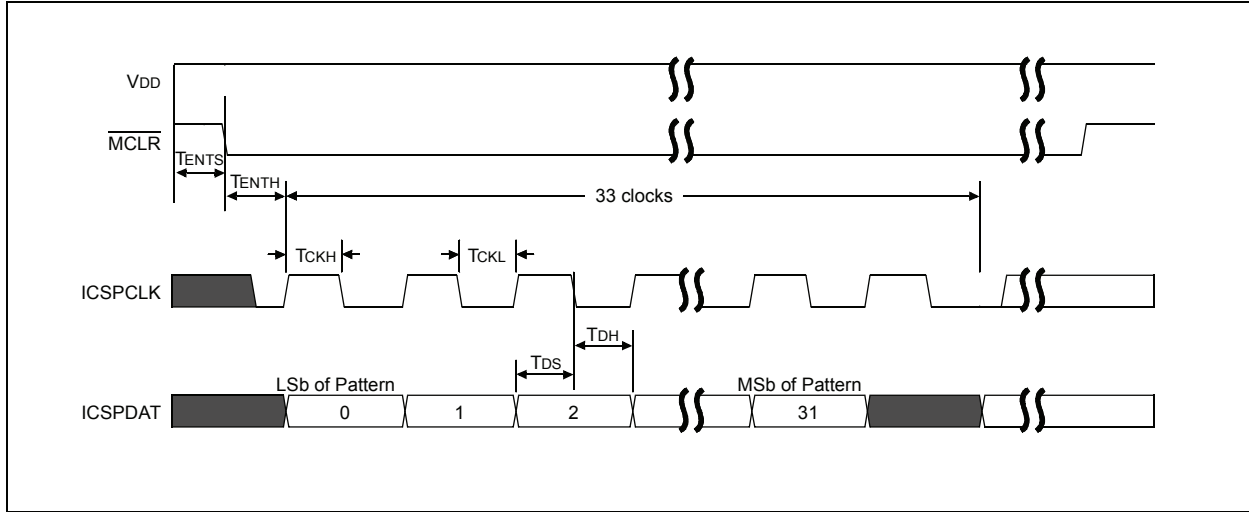 VDD
MCLR
TENTS
TENTH
33 clocks
TCKH
TCKL
ICSPCLK
TDH
TDS
LSb of Pattern
MSb of Pattern
ICSPDAT
0
1
2
31